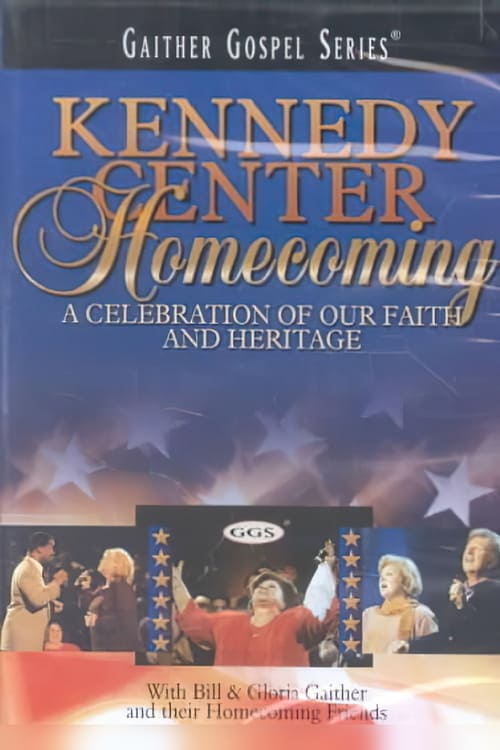 GAITHER GOSPEL SERIES®
KENNEDY
CENTER
Homecoming
A CELEBRATION OF OUR FAITH
AND HERITAGE
GGS
With Bill & Gloria Gaither
and their Homecoming Friends